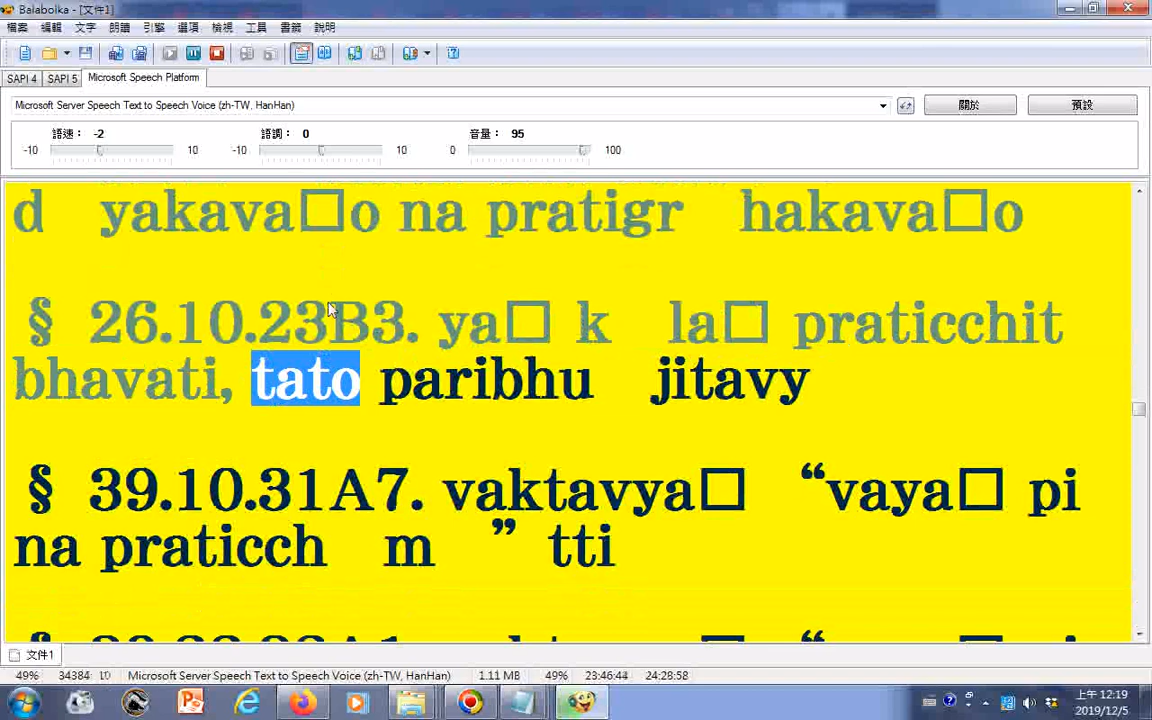 Balabolka - [文件1]
檔案 編輯 文字 朗讀 引擎 選項 檢視 工具 書籤 說明
SAPI 4 SAPI 5 Microsoft Speech Platform
Microsoft Server Speech Text to Speech Voice (zh-TW, HanHan) 關於 預設
語速： -2 語調： 0 音量： 95
-10 10 -10 10 0 100
d yakava□o na pratigr hakava□o
§ 26.10.23B3. ya□ k la□ praticchit
bhavati, tato paribhu jitavy
§ 39.10.31A7. vaktavya□ “vaya□ pi
na praticch m ” tti
文件1
49% 34384 Microsoft Server Speech Text to Speech Voice (zh-TW, HanHan) 1.11 MB 49% 23:46:44 24:28:58
上午 12:19
2019/12/5